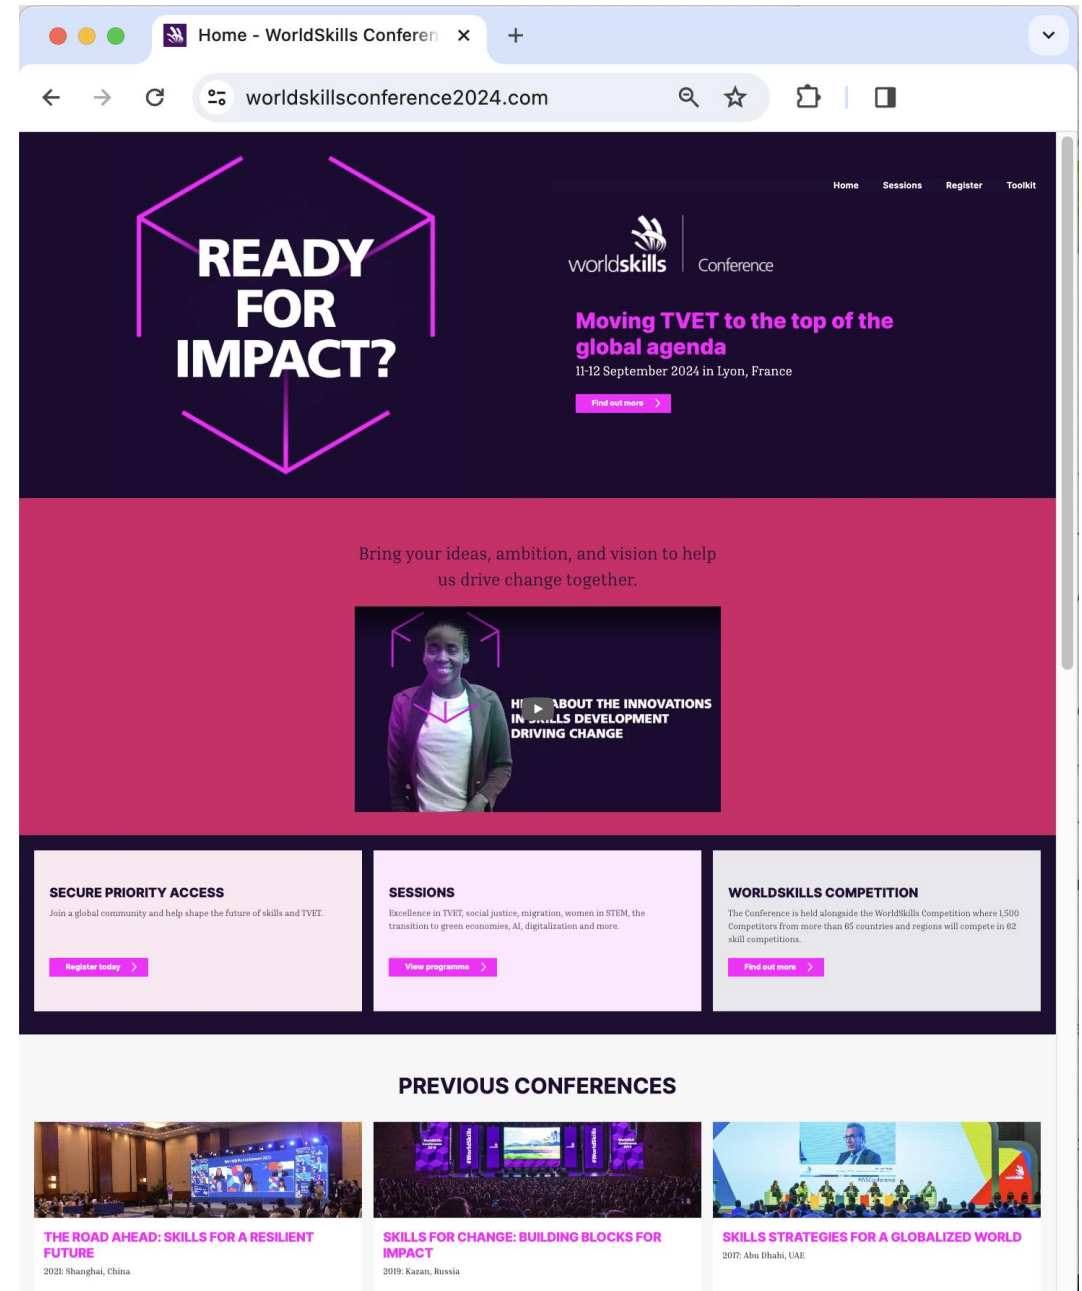 Home - WorldSkills Conferen
worldskillsconference2024.com
Home Sessions Register Toolkit
READY
FOR
IMPACT?
worldskills Conference
Moving TVET to the top of the
global agenda
11-12 September 2024 in Lyon, France
Find out more
Bring your ideas, ambition, and vision to help
us drive change together.
ABOUT THE INNOVATIONS
IN SKILLS DEVELOPMENT
DRIVING CHANGE
SECURE PRIORITY ACCESS
Join a global community and help shape the future of skills and TVET.
Register today
SESSIONS
Excellence in TVET, social justice, migration, women in STEM, the
transition to green economies, AI, digitalization and more.
View programme
WORLDSKILLS COMPETITION
The Conference is held alongside the WorldSkills Competition where 1,500
Competitors from more than 65 countries and regions will compete in 62
skill competitions.
Find out more
PREVIOUS CONFERENCES
THE ROAD AHEAD: SKILLS FOR A RESILIENT
FUTURE
2021: Shanghai, China
#WorldSkills
#WorldSkills
SKILLS FOR CHANGE: BUILDING BLOCKS FOR
IMPACT
2019: Kazan, Russia
#WSConference
SKILLS STRATEGIES FOR A GLOBALIZED WORLD
2017: Abu Dhabi, UAE